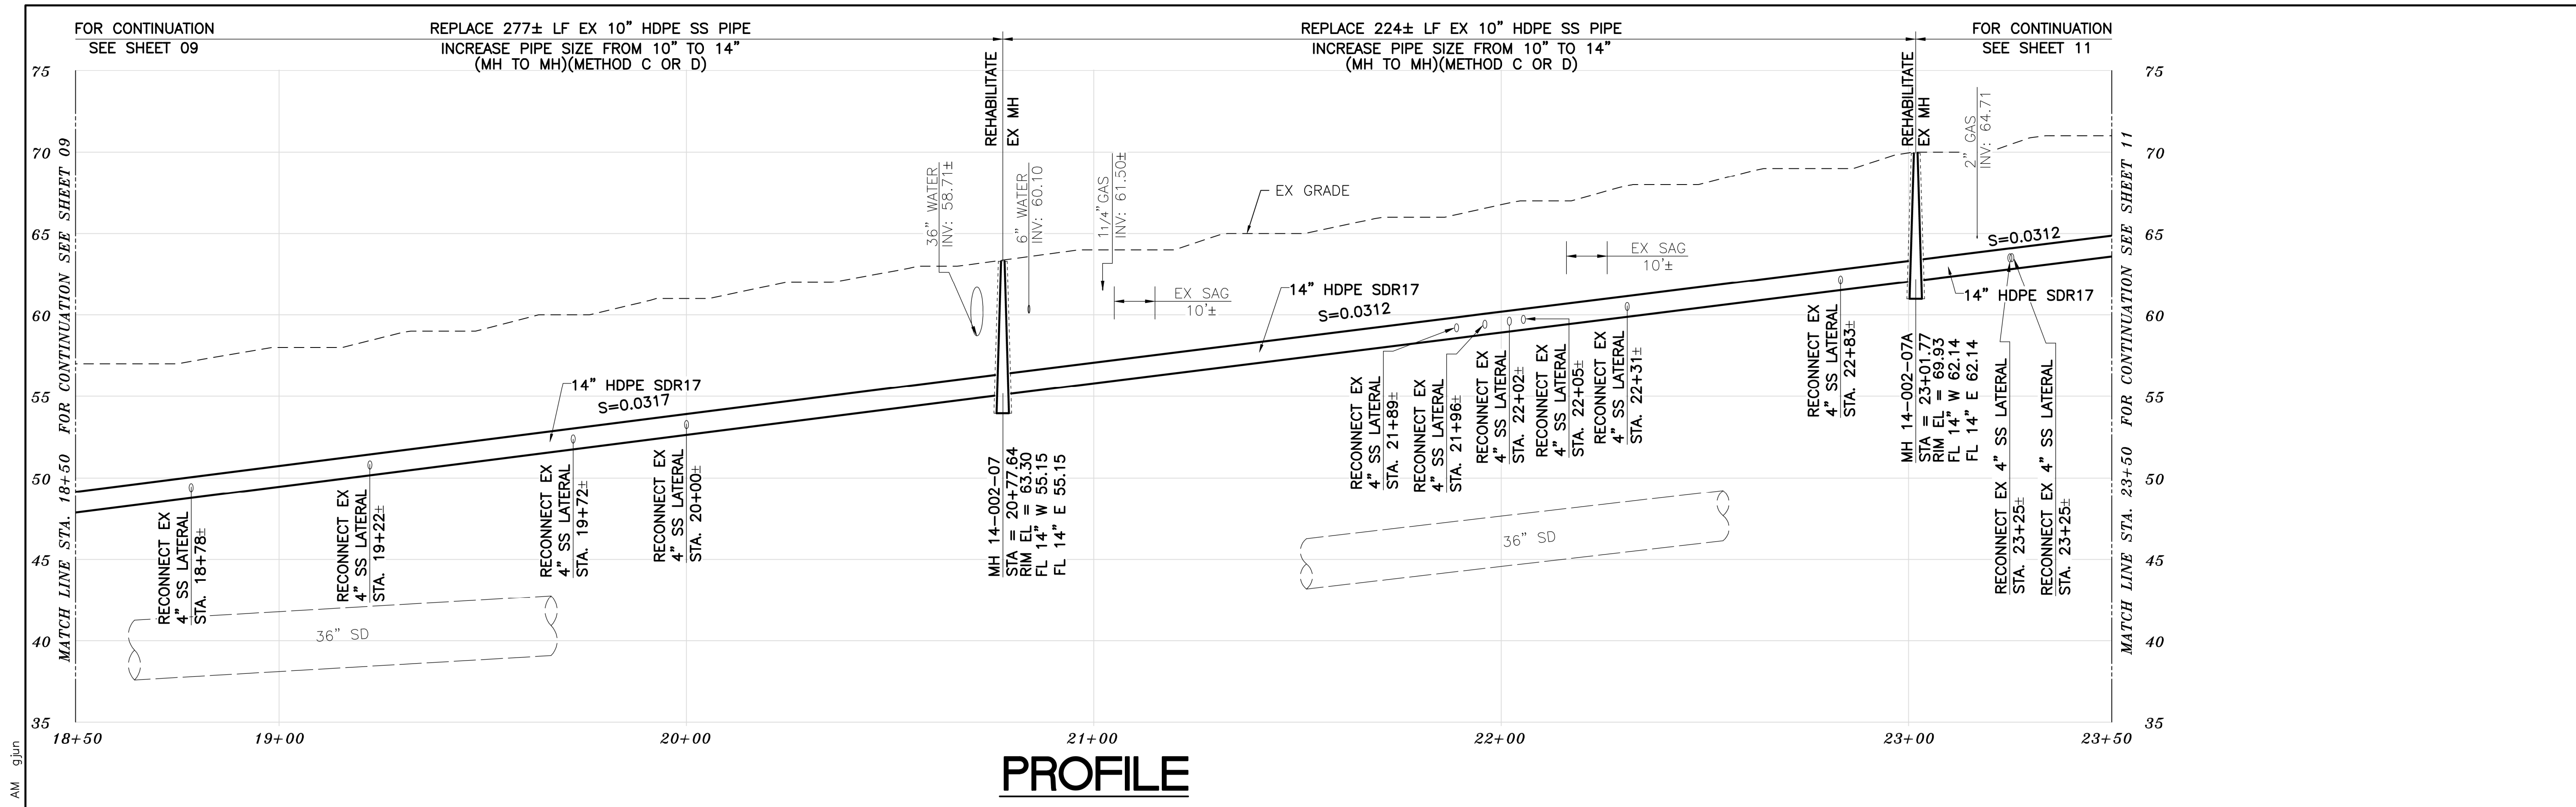 FOR CONTINUATION
SEE SHEET 09
REPLACE 277± LF EX 10" HDPE SS PIPE
INCREASE PIPE SIZE FROM 10" TO 14"
(MH TO MH)(METHOD C OR D)
REPLACE 224± LF EX 10" HDPE SS PIPE
INCREASE PIPE SIZE FROM 10" TO 14"
(MH TO MH)(METHOD C OR D)
FOR CONTINUATION
SEE SHEET 11
75
70
65
60
55
50
45
40
35
MATCH LINE STA. 18+50 FOR CONTINUATION SEE SHEET 09
REHABILITATE
EX MH
36" WATER
INV: 58.71±
6" WATER
INV: 60.10
1 1/4" GAS
INV: 61.50±
EX GRADE
EX SAG
10'±
EX SAG
10'±
REHABILITATE
EX MH
2" GAS
INV: 64.71
14" HDPE SDR17
S=0.0317
14" HDPE SDR17
S=0.0312
S=0.0312
14" HDPE SDR17
RECONNECT EX
4" SS LATERAL
STA. 18+78±
RECONNECT EX
4" SS LATERAL
STA. 19+22±
RECONNECT EX
4" SS LATERAL
STA. 19+72±
RECONNECT EX
4" SS LATERAL
STA. 20+00±
MH 14-002-07
STA = 20+77.64
RIM EL = 63.30
FL 14" W 55.15
FL 14" E 55.15
RECONNECT EX
4" SS LATERAL
STA. 21+89±
RECONNECT EX
4" SS LATERAL
STA. 21+96±
RECONNECT EX
4" SS LATERAL
STA. 22+02±
RECONNECT EX
4" SS LATERAL
STA. 22+05±
RECONNECT EX
4" SS LATERAL
STA. 22+31±
RECONNECT EX
4" SS LATERAL
STA. 22+83±
MH 14-002-07A
STA = 23+01.77
RIM EL = 69.93
FL 14" W 62.14
FL 14" E 62.14
RECONNECT EX 4" SS LATERAL
STA. 23+25±
RECONNECT EX 4" SS LATERAL
STA. 23+25±
36" SD
36" SD
MATCH LINE STA. 23+50 FOR CONTINUATION SEE SHEET 11
75
70
65
60
55
50
45
40
35
18+50
19+00
20+00
21+00
22+00
23+00
23+50
PROFILE
AM gjun